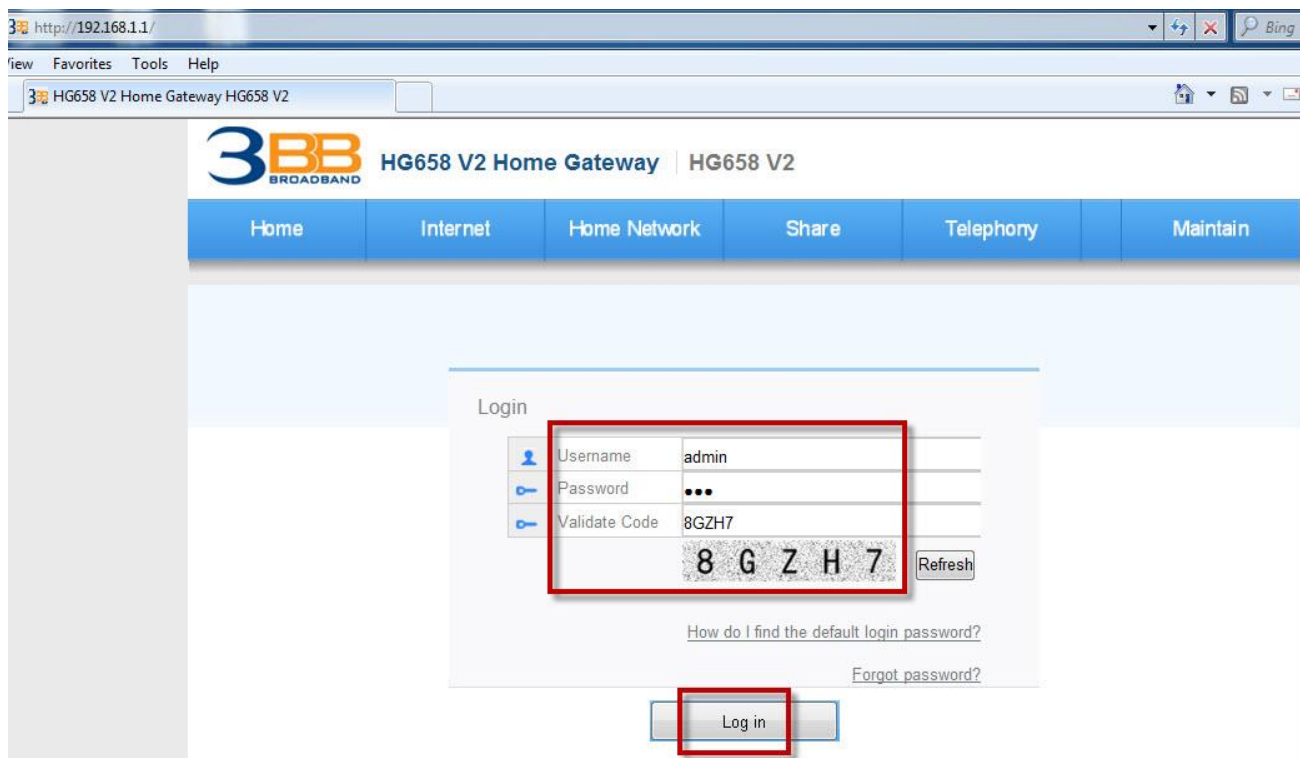 http://192.168.1.1/
Bing
View Favorites Tools Help
HG658 V2 Home Gateway HG658 V2
3BB BROADBAND HG658 V2 Home Gateway HG658 V2
Home Internet Home Network Share Telephony Maintain
Login
Username admin
Password •••
Validate Code 8GZH7
8 G Z H 7 Refresh
How do I find the default login password?
Forgot password?
Log in